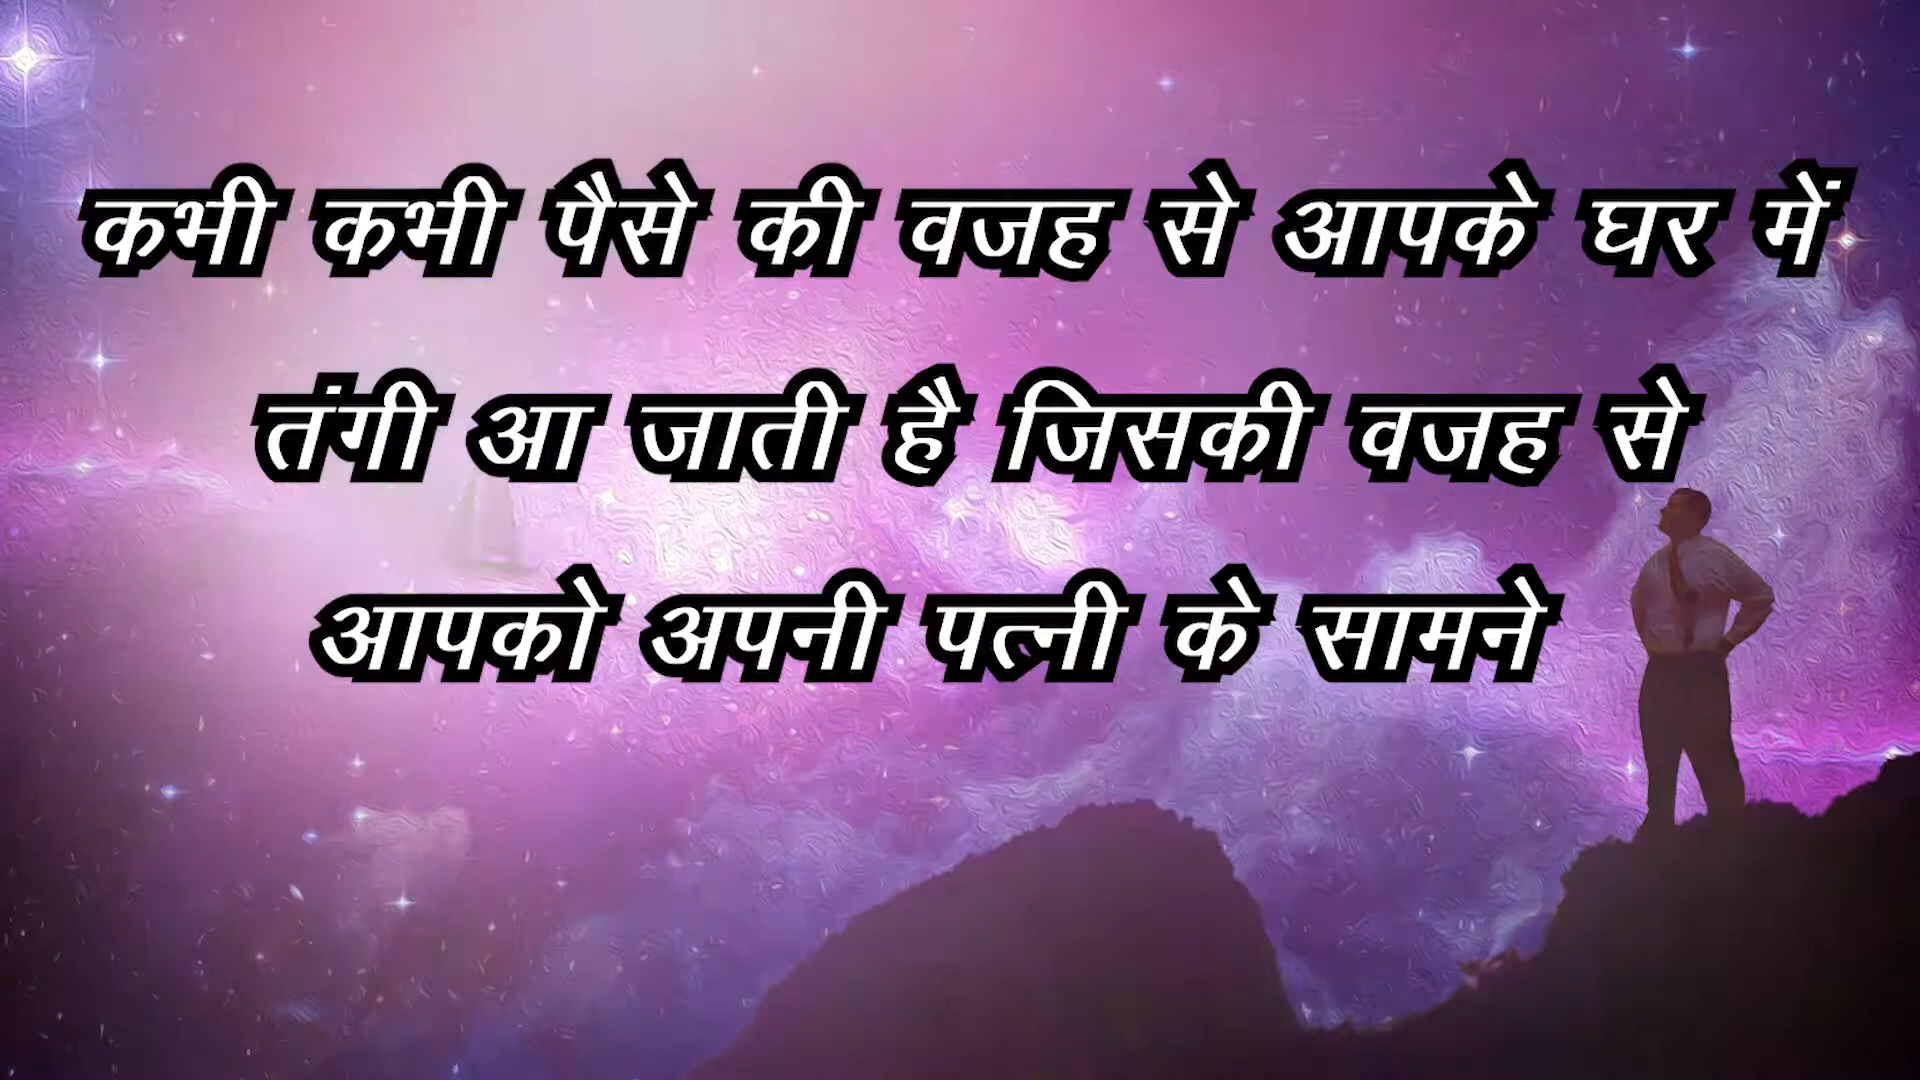 कभी कभी पैसे की वजह से आपके घर में
तंगी आ जाती है जिसकी वजह से
आपको अपनी पत्नी के सामने